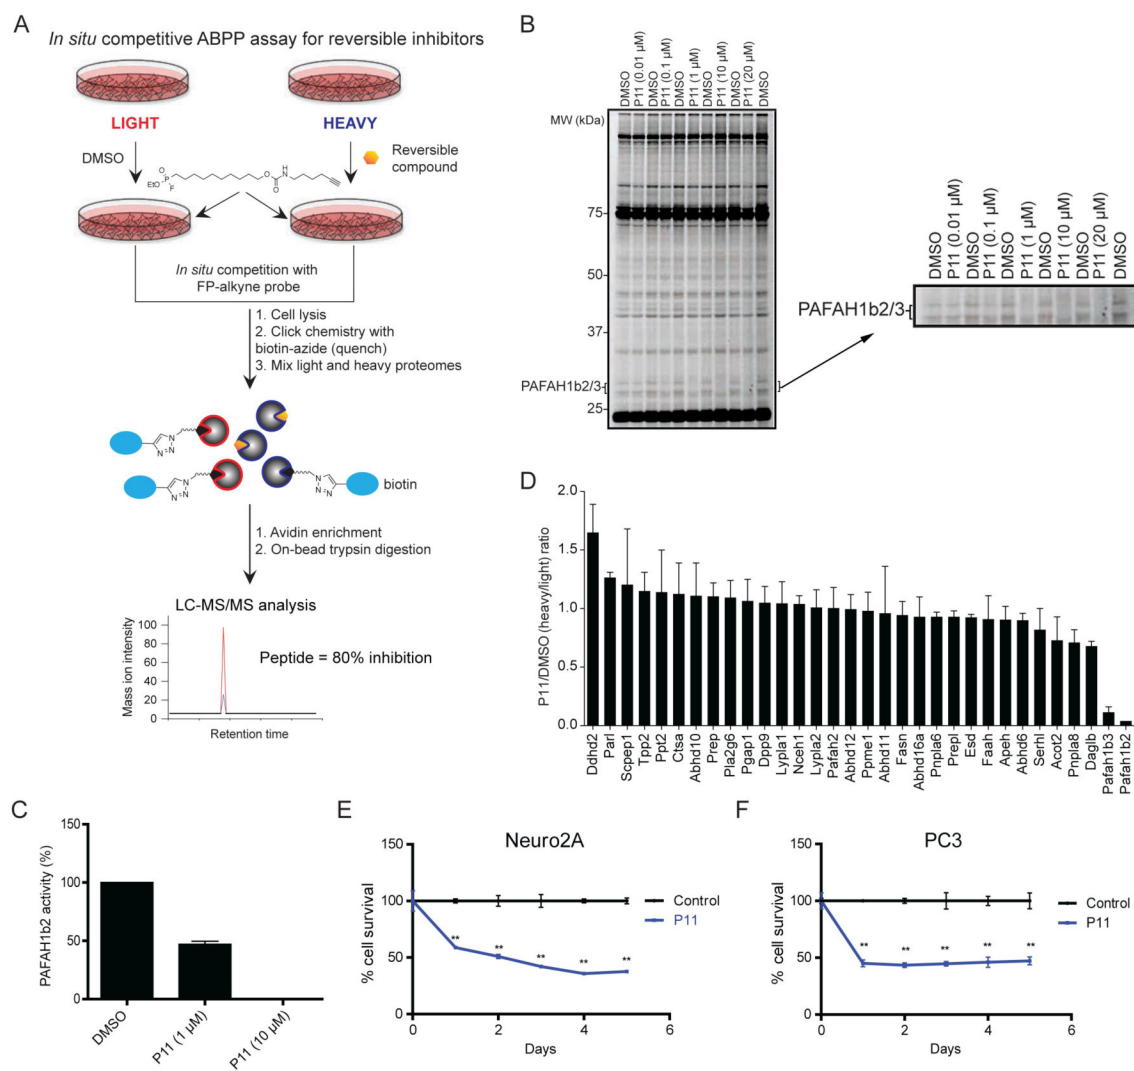 A
In situ competitive ABPP assay for reversible inhibitors
LIGHT
HEAVY
DMSO
Reversible
compound
O
EtO
P
F
O
O
H
N
In situ competition with
FP-alkyne probe
1. Cell lysis
2. Click chemistry with
biotin-azide (quench)
3. Mix light and heavy proteomes
N
N=N
N
N=N
N
N=N
biotin
1. Avidin enrichment
2. On-bead trypsin digestion
LC-MS/MS analysis
Mass ion intensity
100
80
60
40
20
0
Peptide = 80% inhibition
Retention time
B
DMSO
P11 (0.01 µM)
DMSO
P11 (0.1 µM)
DMSO
P11 (1 µM)
DMSO
P11 (10 µM)
DMSO
P11 (20 µM)
DMSO
MW (kDa)
75
50
37
PAFAH1b2/3
25
DMSO
P11 (0.01 µM)
DMSO
P11 (0.1 µM)
DMSO
P11 (1 µM)
DMSO
P11 (10 µM)
DMSO
P11 (20 µM)
DMSO
PAFAH1b2/3
D
P11/DMSO (heavy/light) ratio
2.0
1.5
1.0
0.5
0.0
Ddhd2
Parl
Scpep1
Tpp2
Ppt2
Ctsa
Abhd10
Prep
Pla2g6
Pgap1
Dpp9
Lypla1
Nceh1
Lypla2
Pafah2
Abhd12
Ppme1
Abhd11
Fasn
Abhd16a
Pnpla6
Prepl
Esd
Faah
Apeh
Abhd6
Serhl
Acot2
Pnpla8
Daglb
Pafah1b3
Pafah1b2
C
PAFAH1b2 activity (%)
150
100
50
0
DMSO
P11 (1 µM)
P11 (10 µM)
E
Neuro2A
% cell survival
150
100
50
0
** ** ** ** **
Control
P11
0 2 4 6
Days
F
PC3
% cell survival
150
100
50
0
** ** ** ** **
Control
P11
0 2 4 6
Days